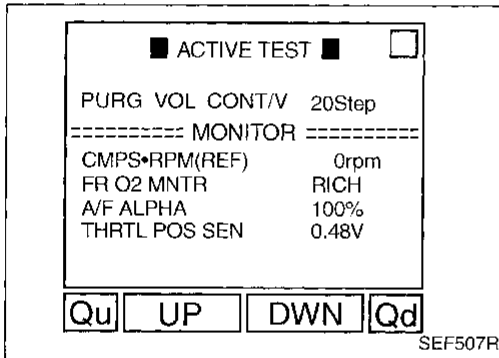 ■ ACTIVE TEST ■
PURG VOL CONT/V 20Step
========= MONITOR =========
CMPS•RPM(REF) 0rpm
FR O2 MNTR RICH
A/F ALPHA 100%
THRTL POS SEN 0.48V
Qu UP DWN Qd
SEF507R